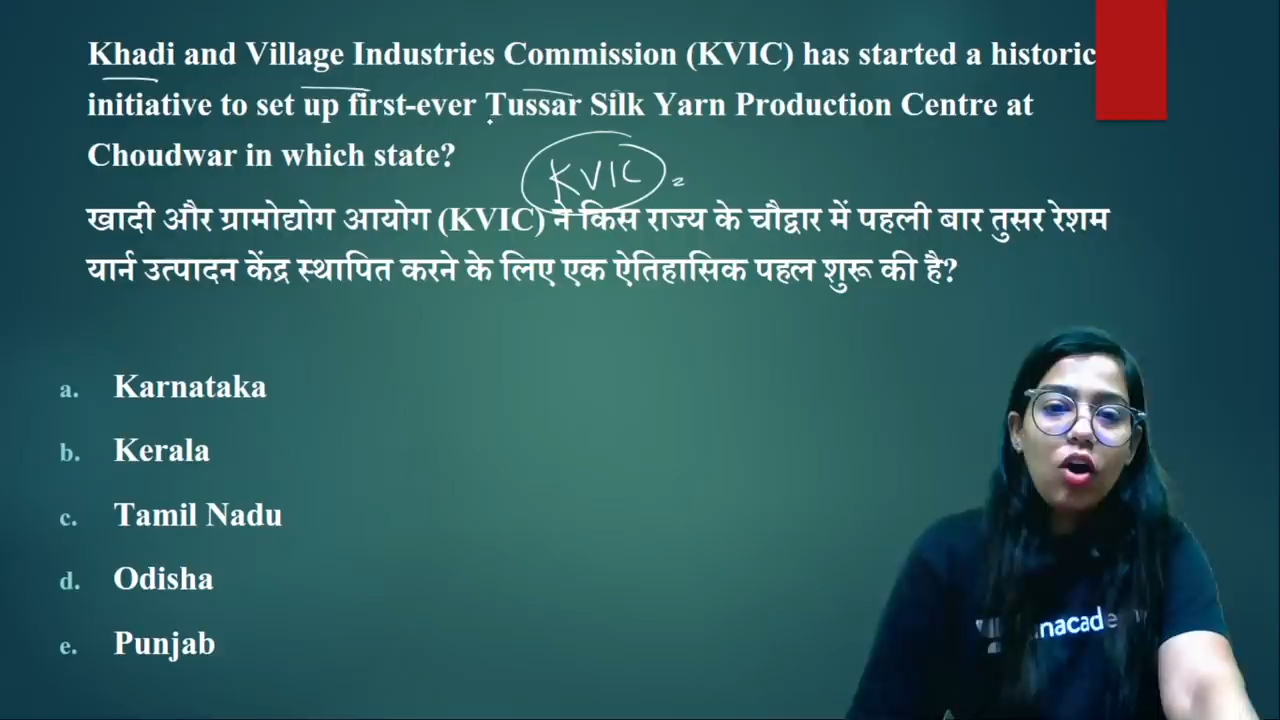 Khadi and Village Industries Commission (KVIC) has started a historic
initiative to set up first-ever Tussar Silk Yarn Production Centre at
Choudwar in which state?
KVIC =
खादी और ग्रामोद्योग आयोग (KVIC) ने किस राज्य के चौद्वार में पहली बार तुसर रेशम
यार्न उत्पादन केंद्र स्थापित करने के लिए एक ऐतिहासिक पहल शुरू की है?
a. Karnataka
b. Kerala
c. Tamil Nadu
d. Odisha
e. Punjab